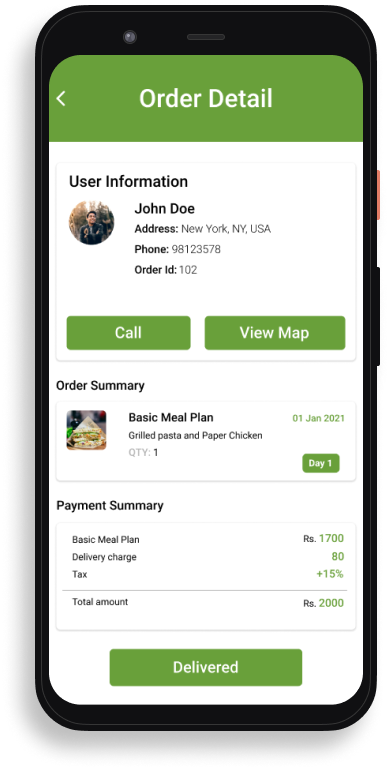 Order Detail
User Information
John Doe
Address: New York, NY, USA
Phone: 98123578
Order Id: 102
Call
View Map
Order Summary
Basic Meal Plan
01 Jan 2021
Grilled pasta and Paper Chicken
QTY: 1
Day 1
Payment Summary
Basic Meal Plan Rs. 1700
Delivery charge 80
Tax +15%
Total amount Rs. 2000
Delivered